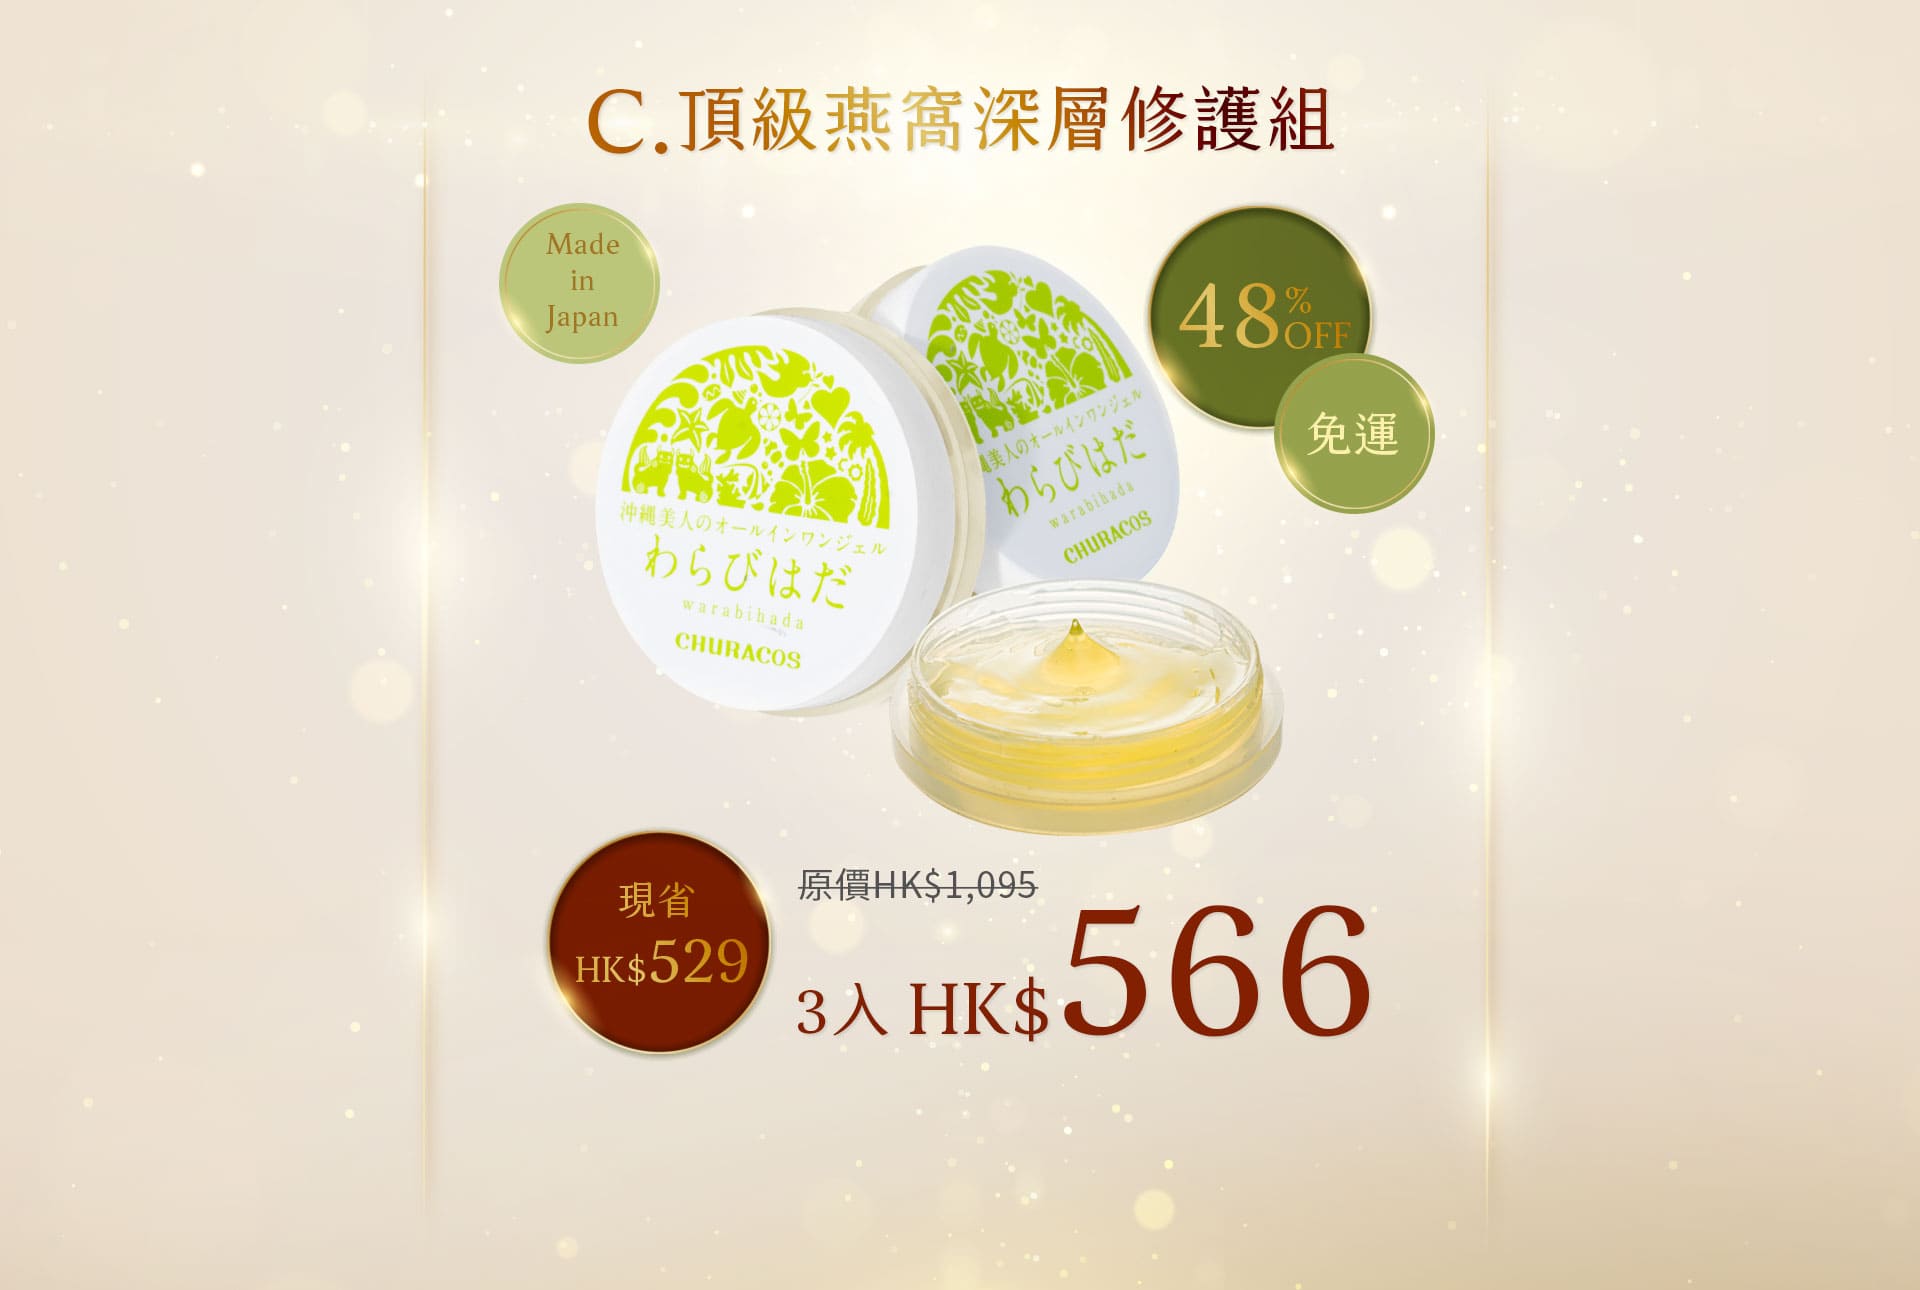 C.頂級燕窩深層修護組
Made
in
Japan
48%
OFF
免運
沖縄美人のオールインワンジェル
わらびはだ
warabihada
CHURACOS
縄美人のオールインワンジェル
わらびはだ
warabihada
CHURACOS
現省
HK$529
原價HK$1,095
3入 HK$566